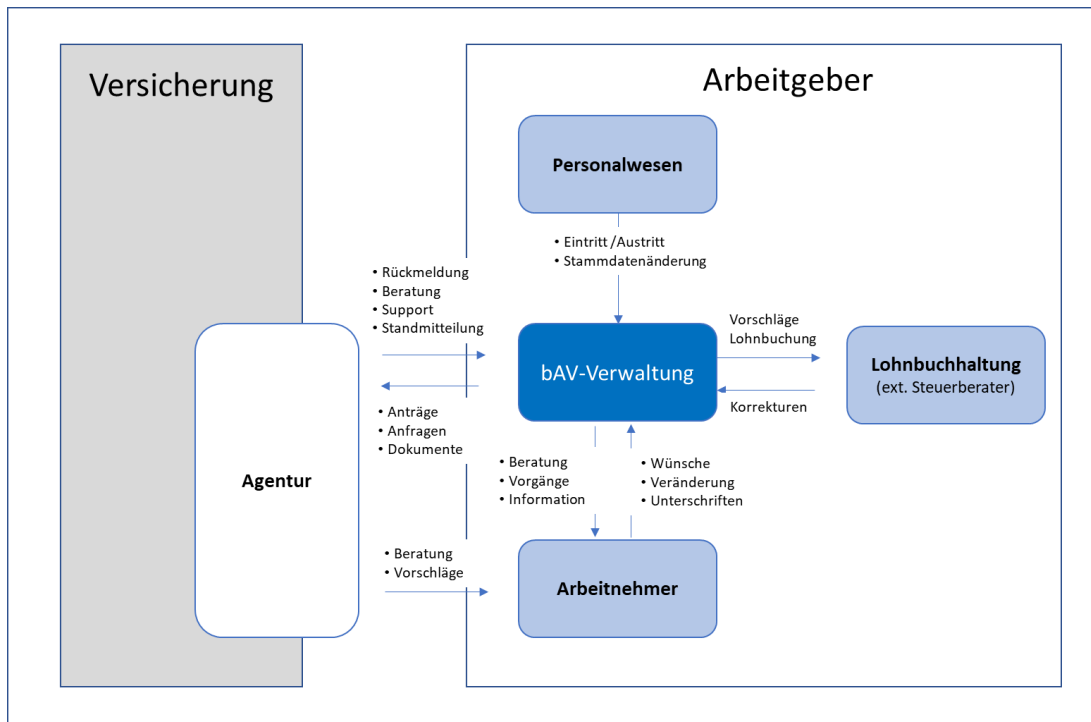 Versicherung
Arbeitgeber
Personalwesen
• Eintritt/Austritt
• Stammdatenänderung
• Rückmeldung
• Beratung
• Support
• Standmitteilung
Vorschläge
Lohnbuchung
bAV-Verwaltung
Lohnbuchhaltung
(ext. Steuerberater)
Korrekturen
• Anträge
• Anfragen
• Dokumente
Agentur
• Beratung
• Vorgänge
• Information
• Wünsche
• Veränderung
• Unterschriften
• Beratung
• Vorschläge
Arbeitnehmer